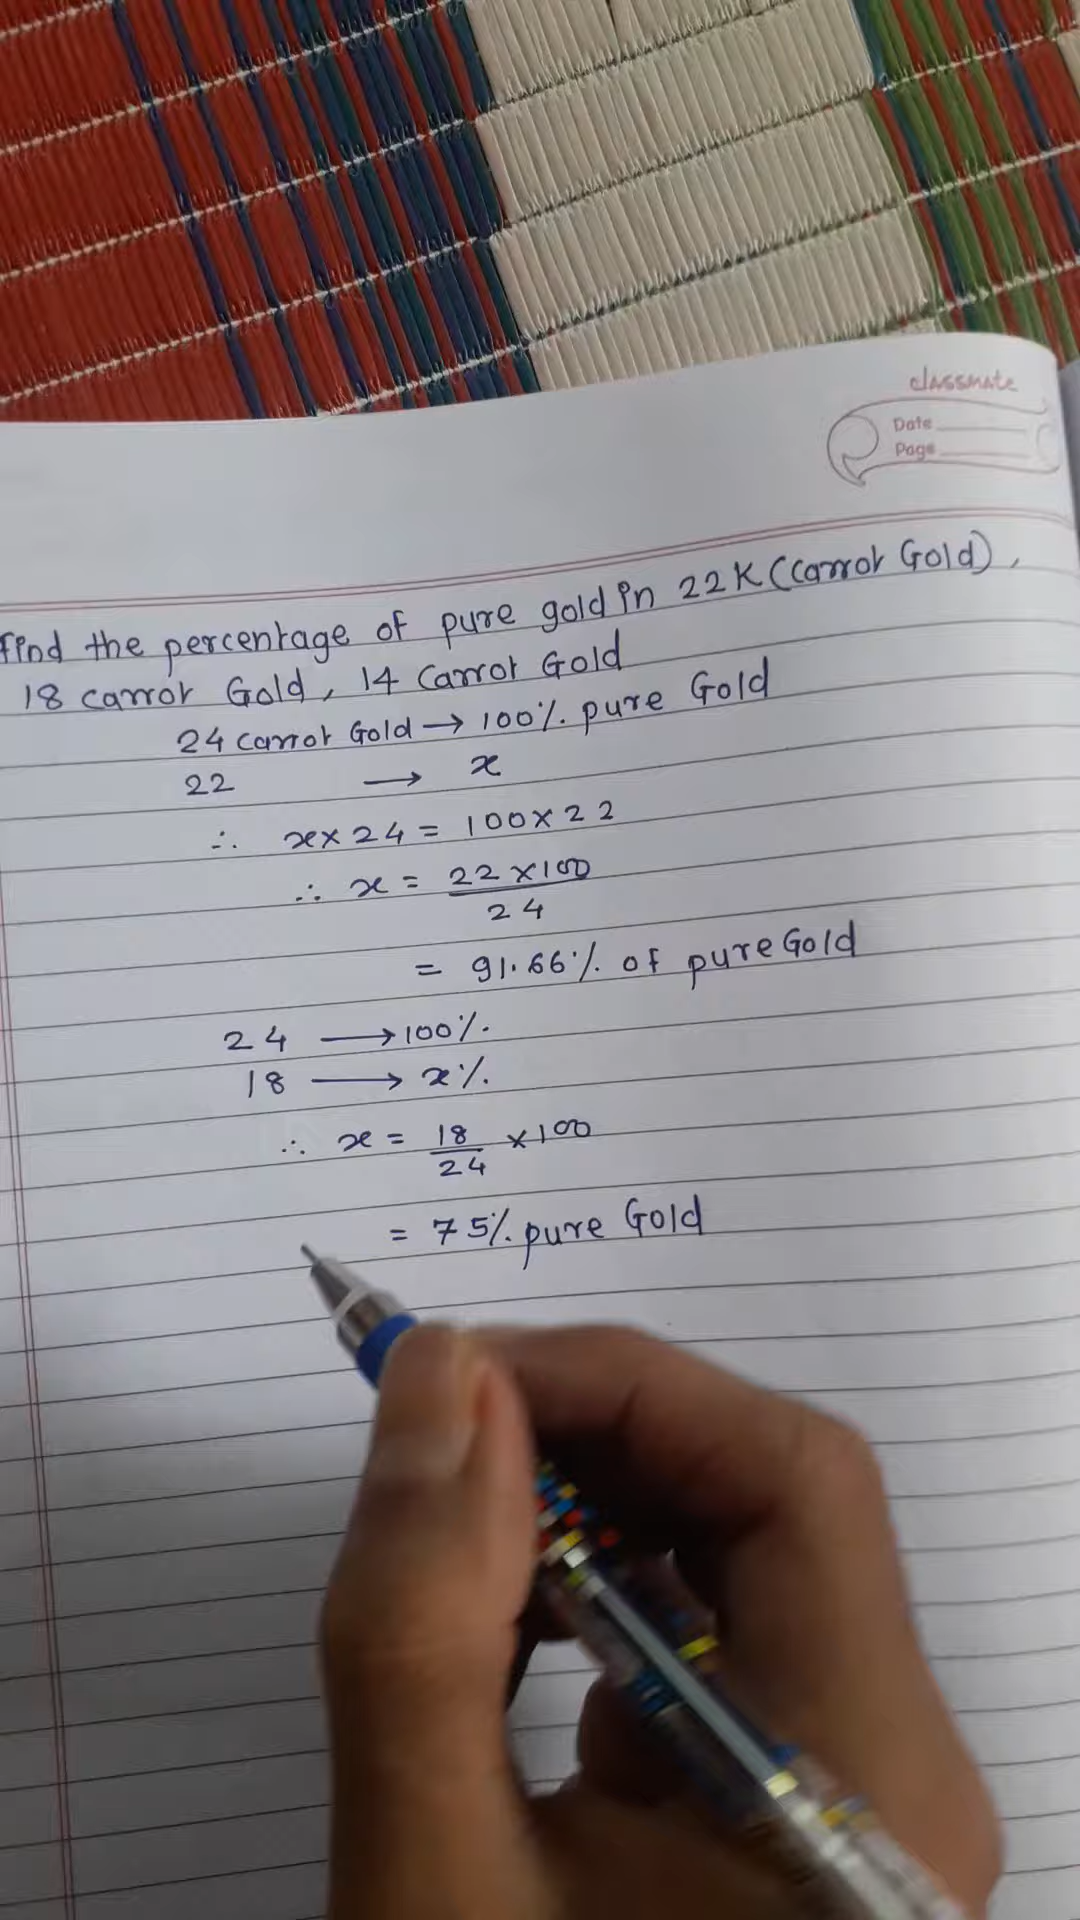 classmate
Date
Page
find the percentage of pure gold in 22K (Carrot Gold),
18 carrot Gold, 14 Carrot Gold
24 carrot Gold → 100% pure Gold
22 → x
∴ x × 24 = 100 × 22
∴ x = 22 × 100
24
= 91.66% of pure Gold
24 → 100%.
18 → x%.
∴ x = 18/24 × 100
= 75% pure Gold